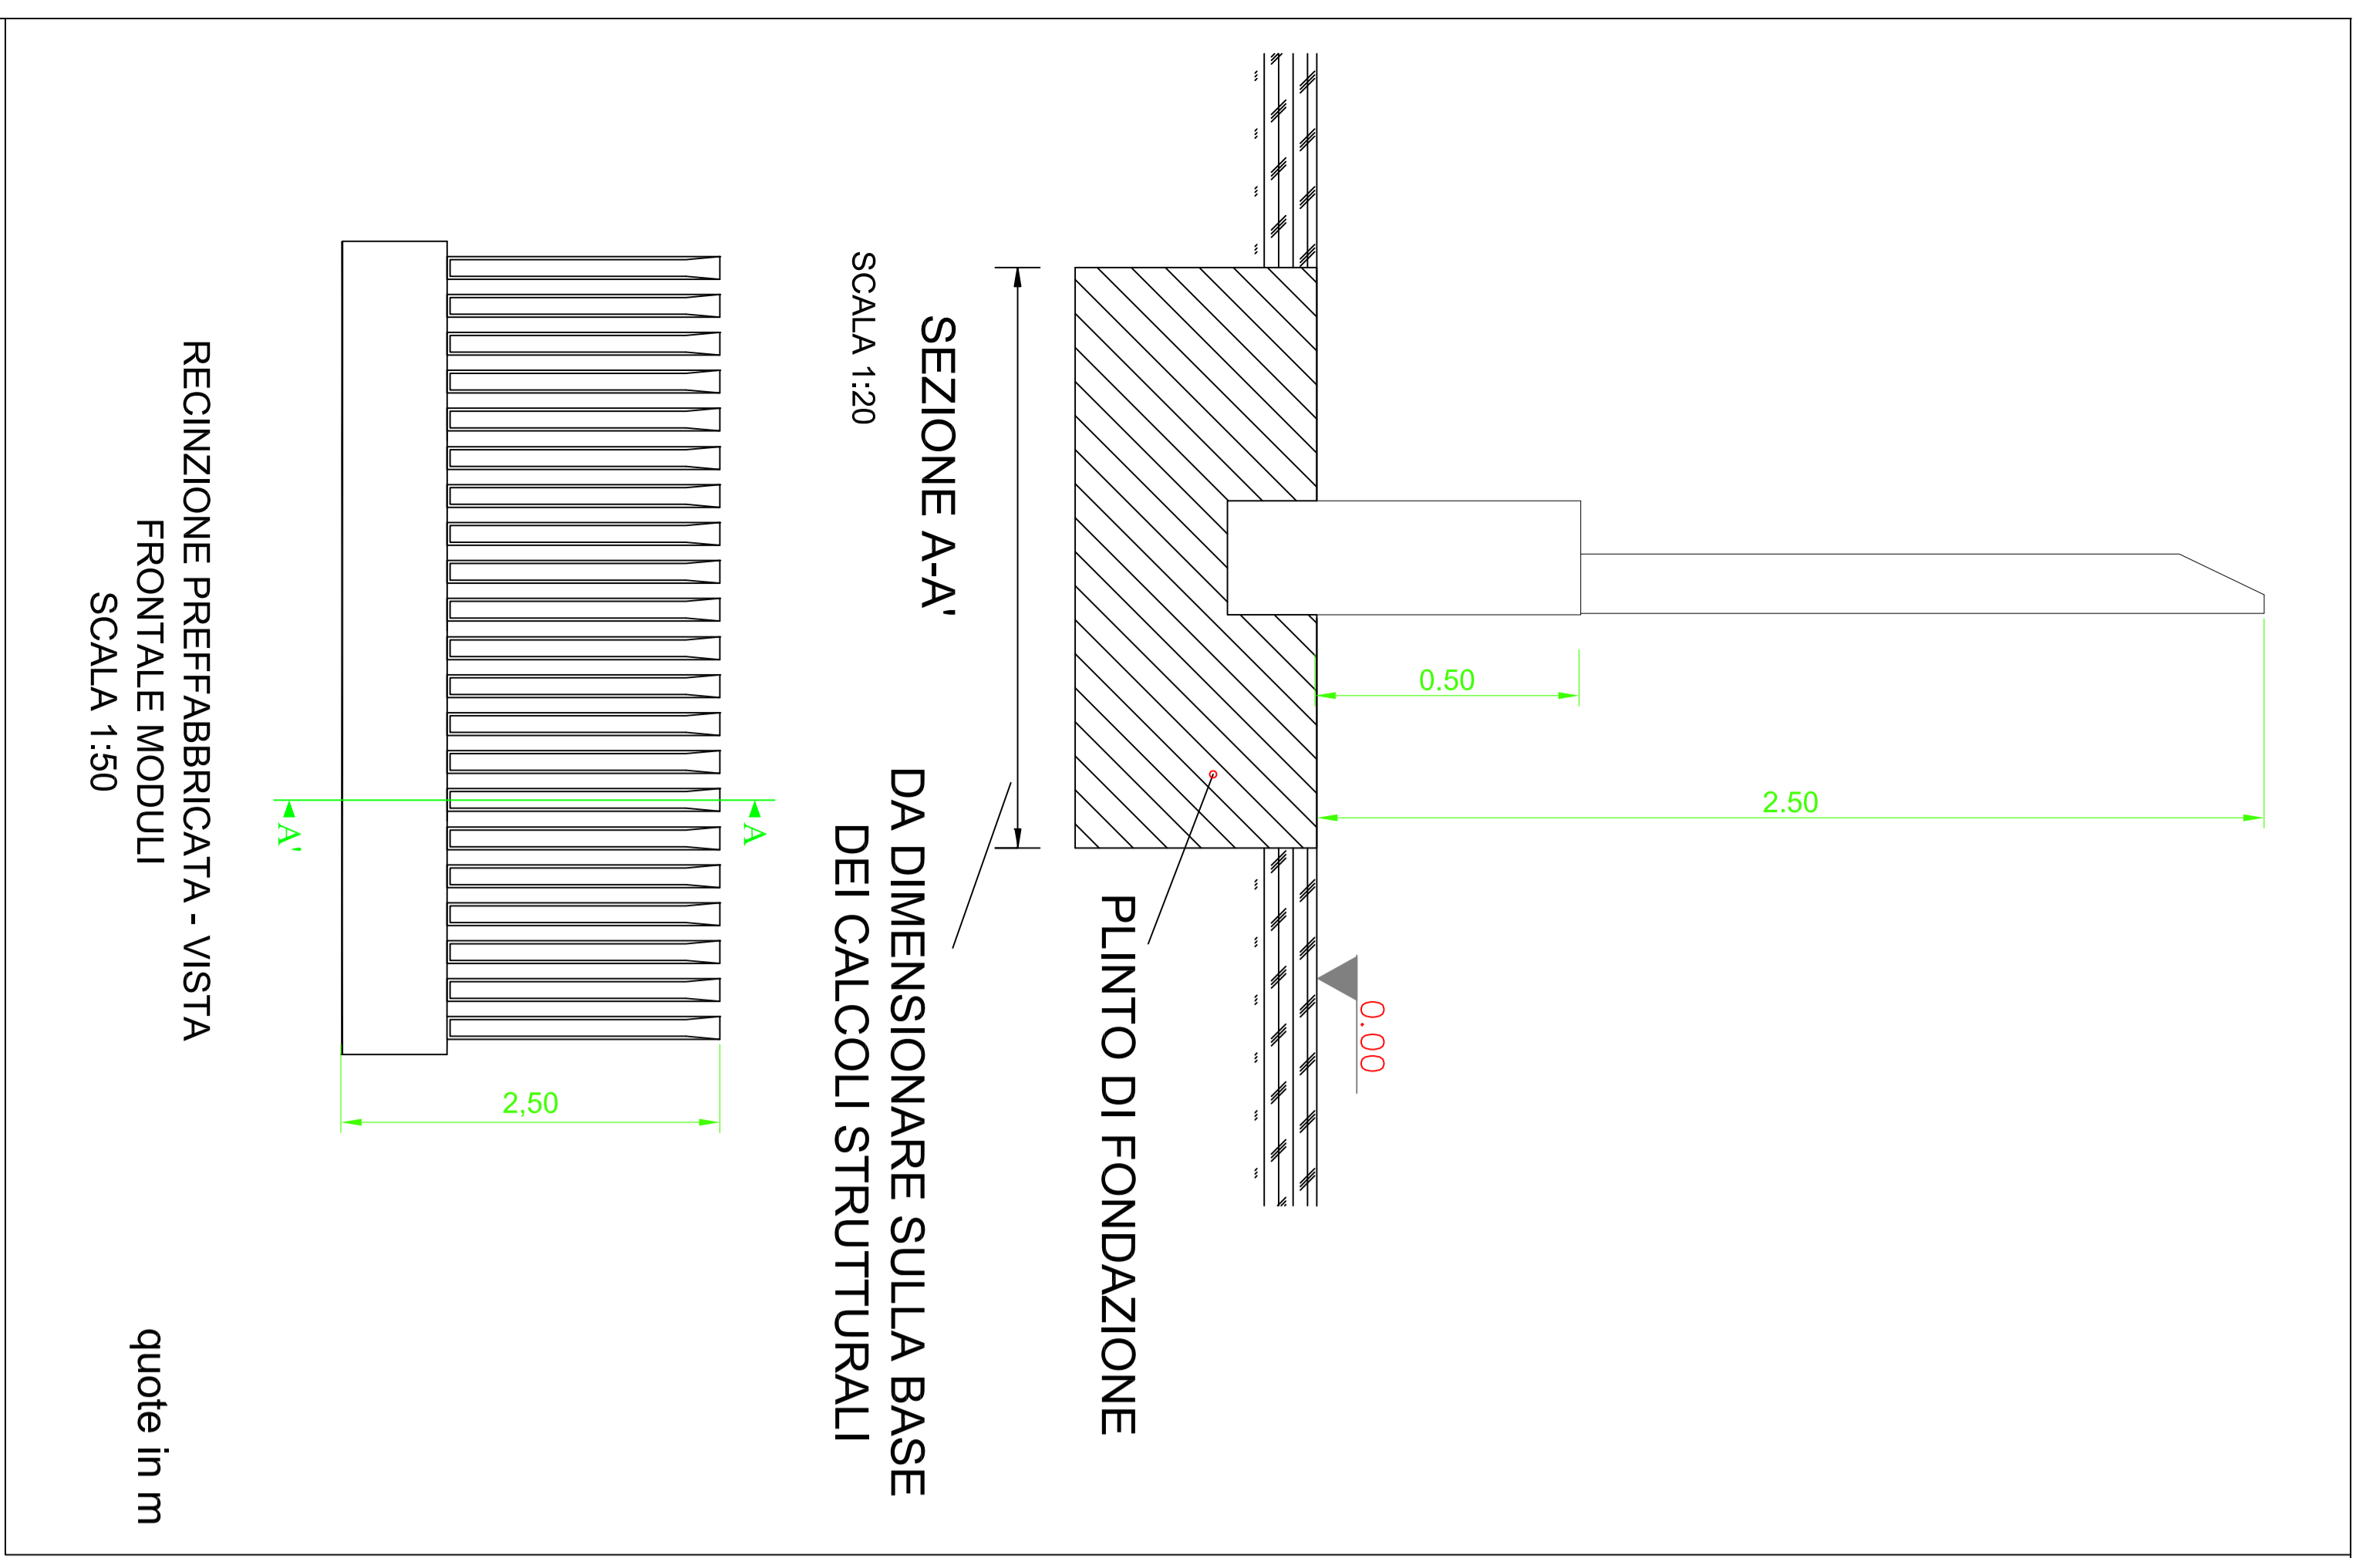 2.50
0.50
0.00
PLINTO DI FONDAZIONE
SEZIONE A-A'
SCALA 1:20
DA DIMENSIONARE SULLA BASE
DEI CALCOLI STRUTTURALI
A
A'
2,50
RECINZIONE PREFFABBRICATA - VISTA
FRONTALE MODULI
SCALA 1:50
quote in m